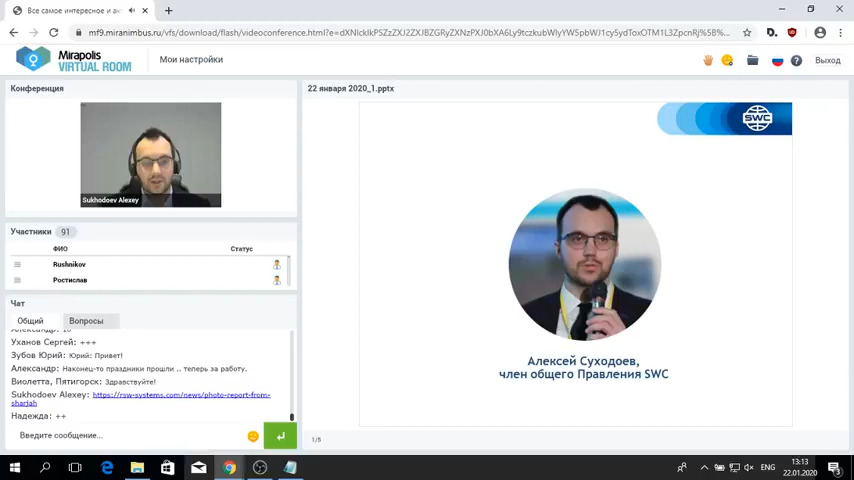 Все самое интересное и ак
mf9.miranimbus.ru/vfs/download/flash/videoconference.html?e=dXNlcklkPSZzZXJ2ZXJBZGRyZXNzPXJ0bXA6Ly9tczkubWlyYW5pbWJ1cy5ydToxOTM1L3ZpcnRj%5B%...
Mirapolis
VIRTUAL ROOM
Мои настройки
Выход
Конференция
Sukhodoev Alexey
Участники 91
ФИО Статус
Rushnikov
Ростислав
Чат
Общий Вопросы
Уханов Сергей: +++
Зубов Юрий: Юрий: Привет!
Александр: Наконец-то праздники прошли .. теперь за работу.
Виолетта, Пятигорск: Здравствуйте!
Sukhodoev Alexey: https://rsw-systems.com/news/photo-report-from-
sharjah
Надежда: ++
Введите сообщение...
22 января 2020_1.pptx
SWC
Алексей Суходоев,
член общего Правления SWC
1/5
ENG
13:13
22.01.2020
3